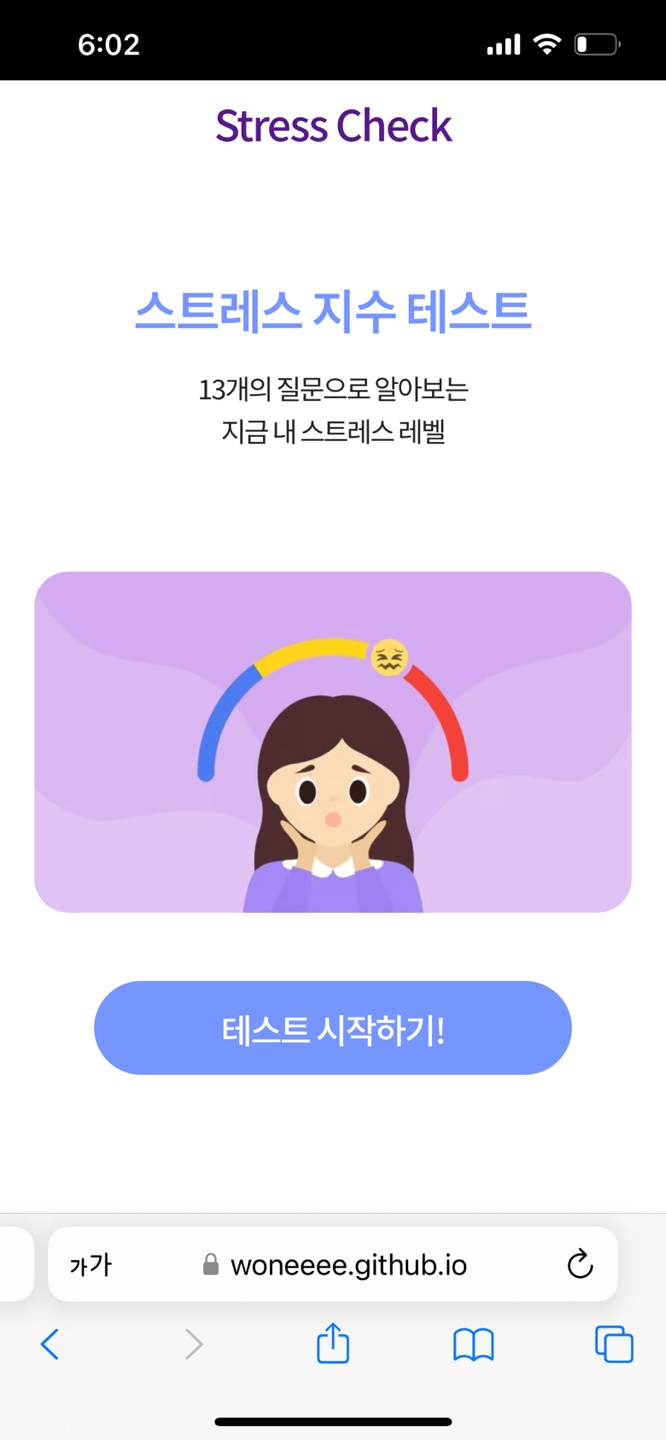 6:02
Stress Check
스트레스 지수 테스트
13개의 질문으로 알아보는
지금 내 스트레스 레벨
테스트 시작하기!
가가 woneeee.github.io